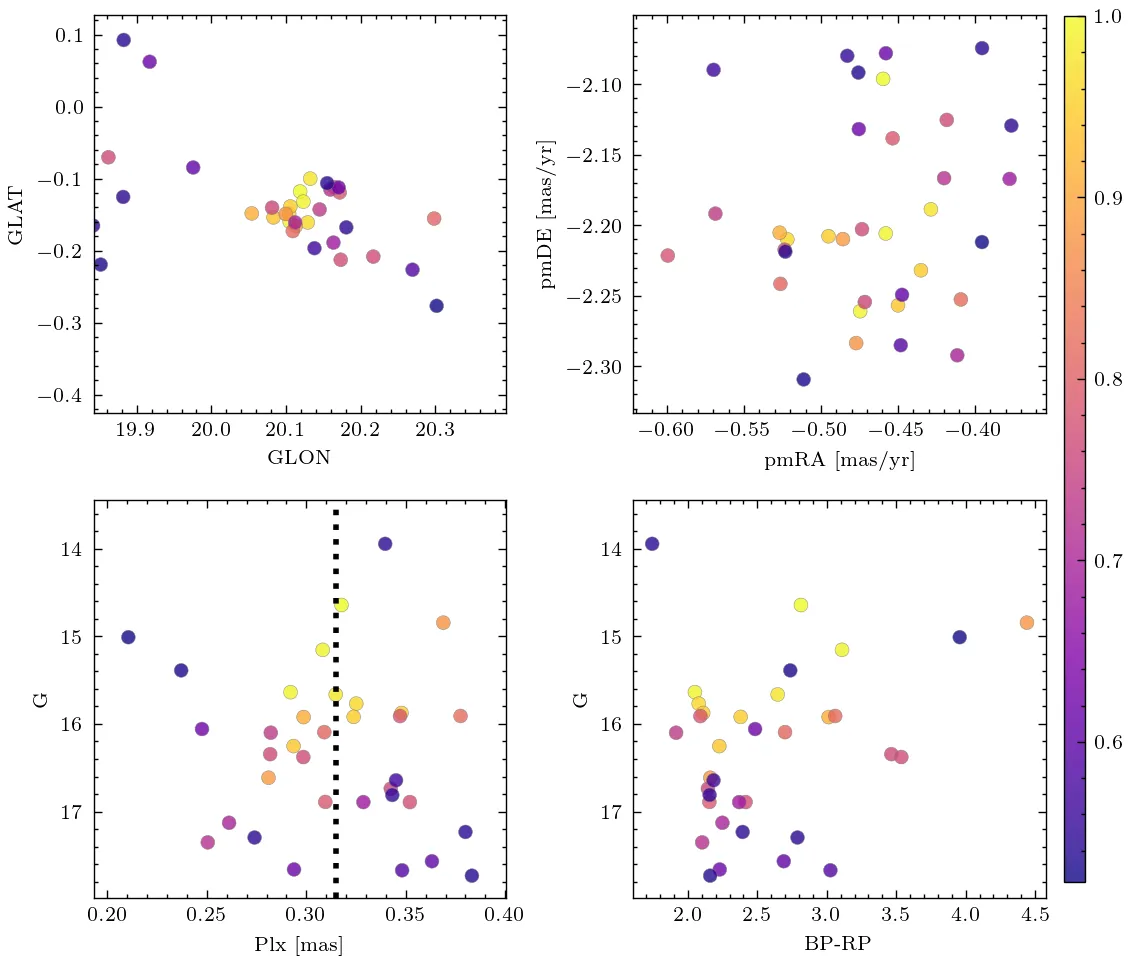 0.1
0.0
−0.1
−0.2
−0.3
−0.4
GLAT
19.9 20.0 20.1 20.2 20.3
GLON
−2.10
−2.15
−2.20
−2.25
−2.30
pmDE [mas/yr]
−0.60 −0.55 −0.50 −0.45 −0.40
pmRA [mas/yr]
14
15
16
17
G
0.20 0.25 0.30 0.35 0.40
Plx [mas]
14
15
16
17
G
2.0 2.5 3.0 3.5 4.0 4.5
BP-RP
1.0
0.9
0.8
0.7
0.6